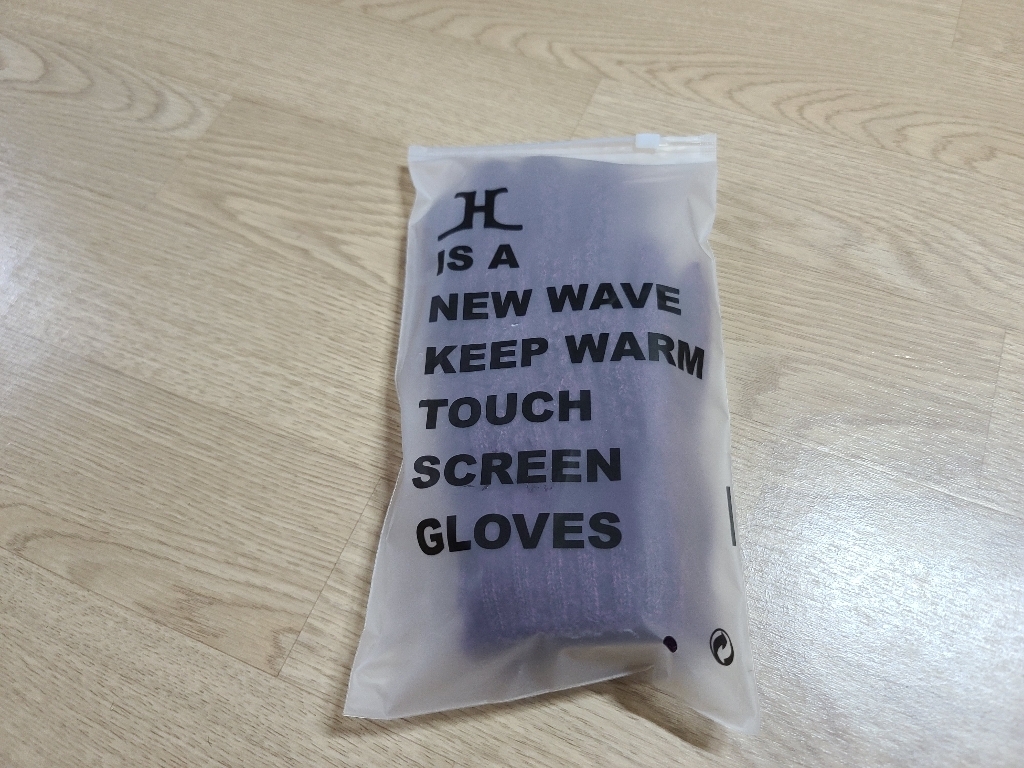 H
IS A
NEW WAVE
KEEP WARM
TOUCH
SCREEN
GLOVES